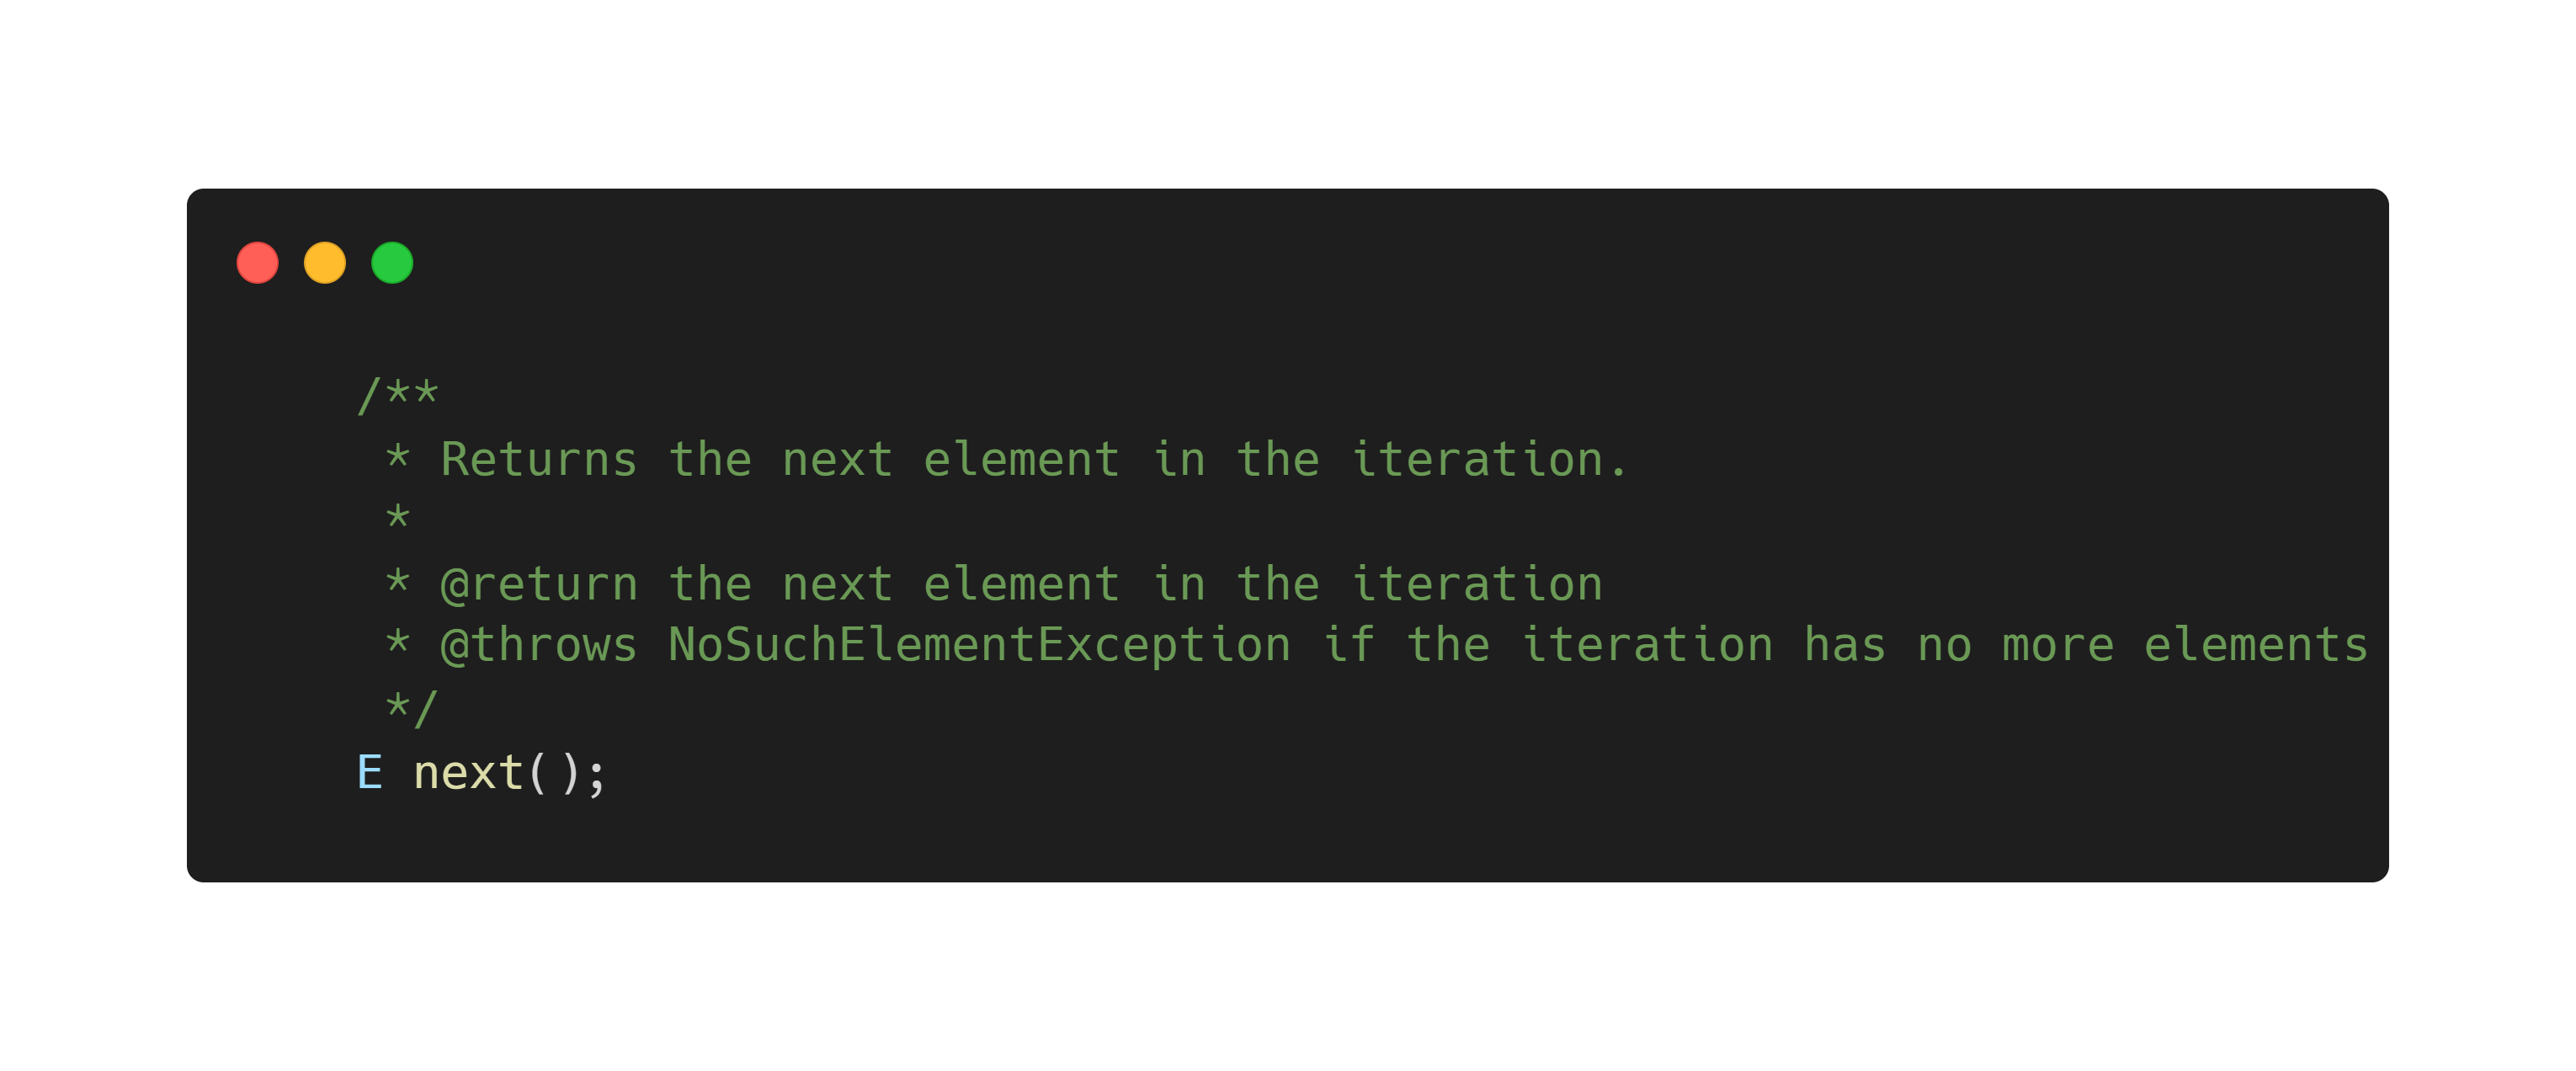 /**
 * Returns the next element in the iteration.
 *
 * @return the next element in the iteration
 * @throws NoSuchElementException if the iteration has no more elements
 */
E next();